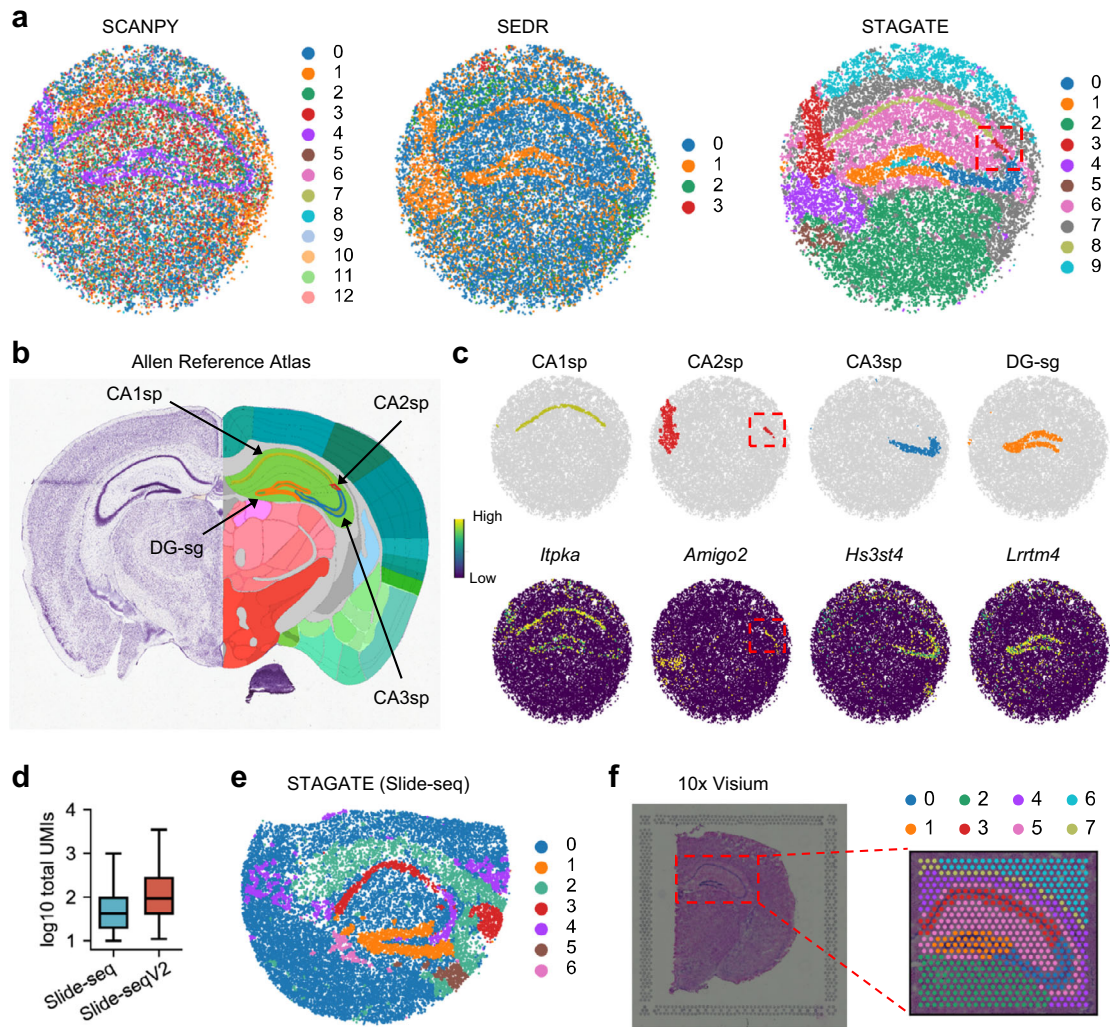 a
SCANPY
0
1
2
3
4
5
6
7
8
9
10
11
12
SEDR
0
1
2
3
STAGATE
0
1
2
3
4
5
6
7
8
9
b
Allen Reference Atlas
CA1sp
CA2sp
DG-sg
CA3sp
c
CA1sp CA2sp CA3sp DG-sg
High
Low
Itpka Amigo2 Hs3st4 Lrrtm4
d
log10 total UMIs
4
3
2
1
Slide-seq
Slide-seqV2
e
STAGATE (Slide-seq)
0
1
2
3
4
5
6
f
10x Visium
0 2 4 6
1 3 5 7